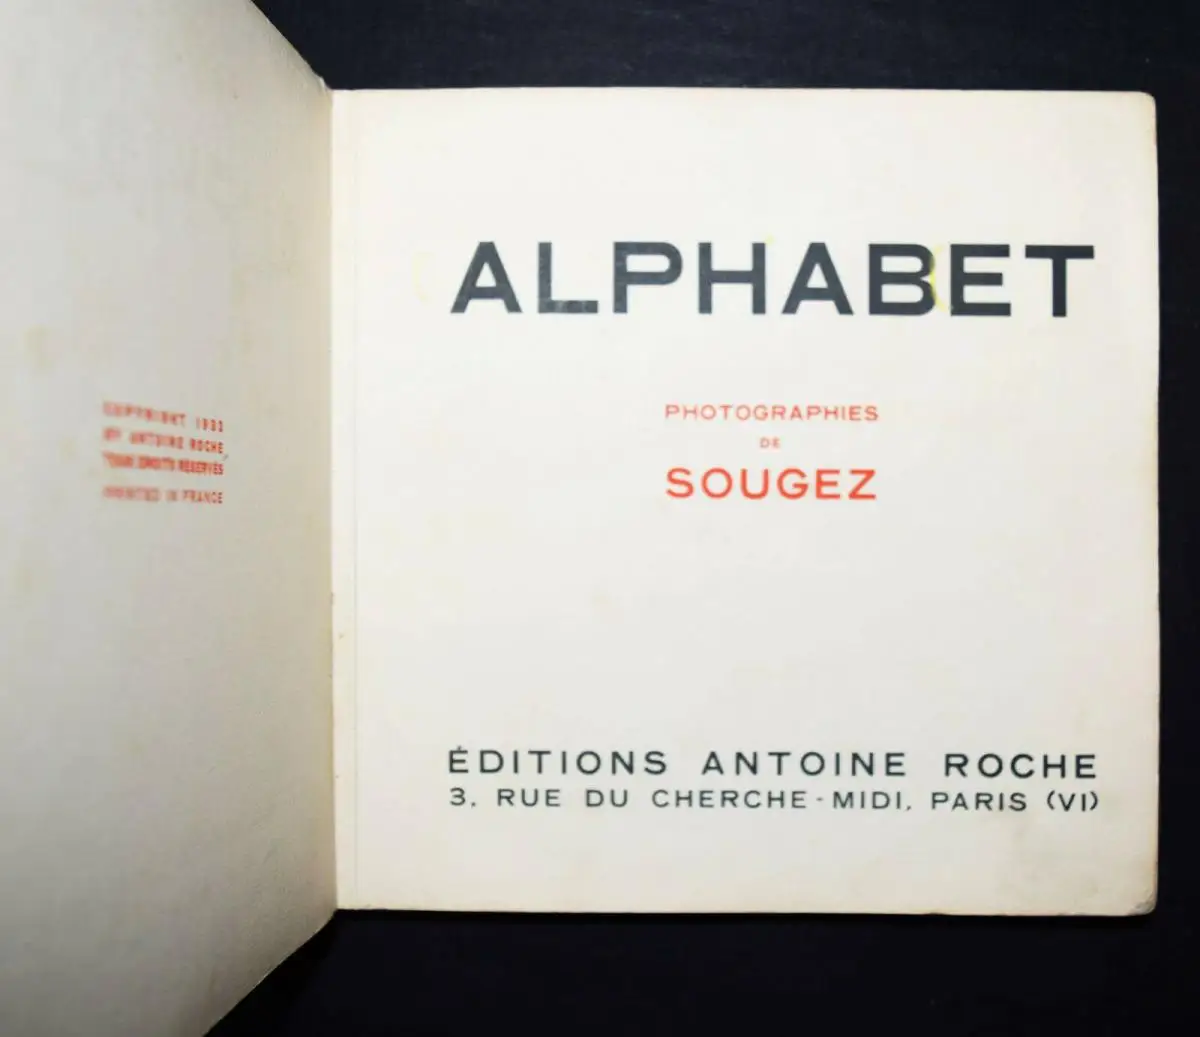 COPYRIGHT 1932
BY ANTOINE ROCHE
TOUS DROITS RÉSERVÉS
PRINTED IN FRANCE
ALPHABET
PHOTOGRAPHIES
DE
SOUGEZ
ÉDITIONS ANTOINE ROCHE
3, RUE DU CHERCHE-MIDI, PARIS (VI)